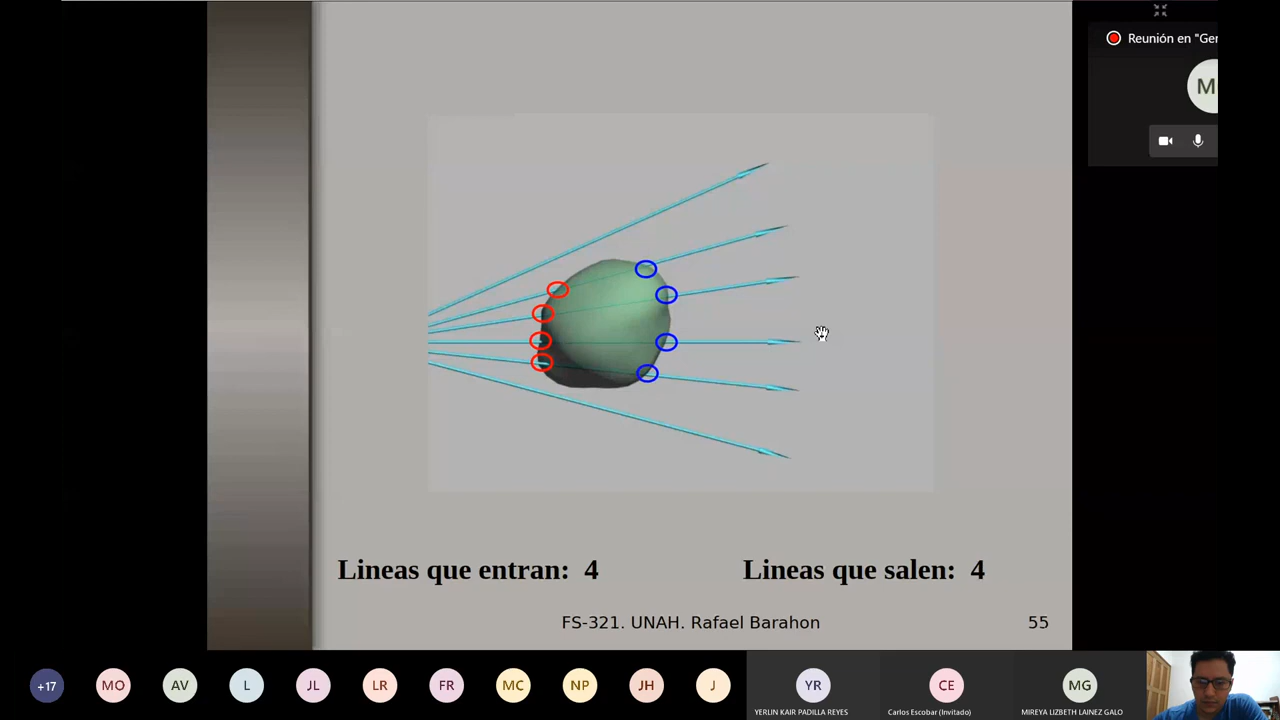 Reunión en "Ger
M
Lineas que entran: 4
Lineas que salen: 4
FS-321. UNAH. Rafael Barahon
55
+17
MO
AV
L
JL
LR
FR
MC
NP
JH
J
YR
CE
MG
YERLIN KAIR PADILLA REYES
Carlos Escobar (Invitado)
MIREYA LIZBETH LAINEZ GALO